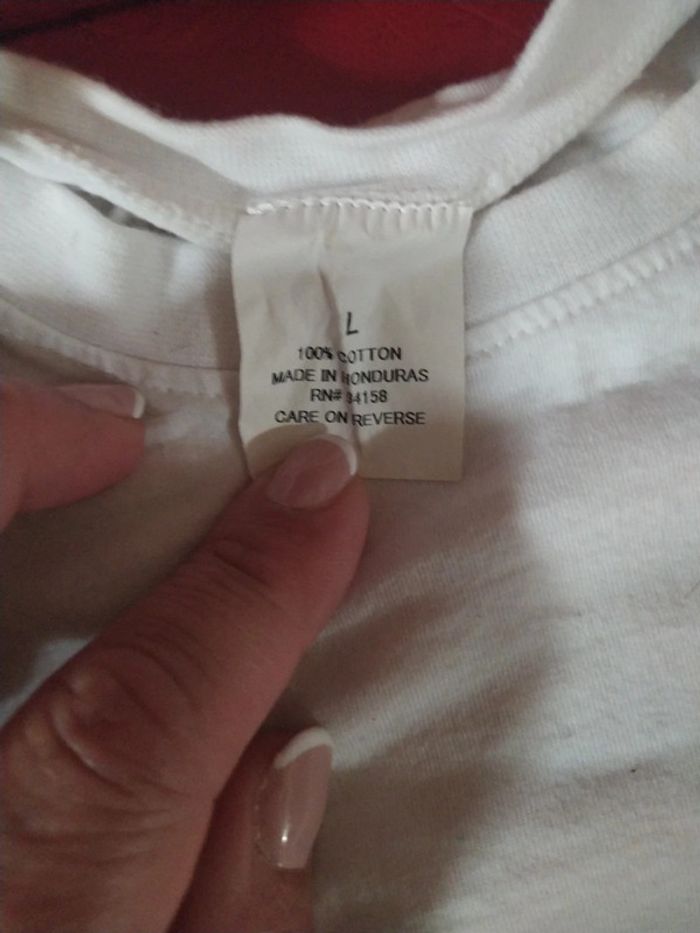 L
100% COTTON
MADE IN HONDURAS
RN#
CARE ON REVERSE